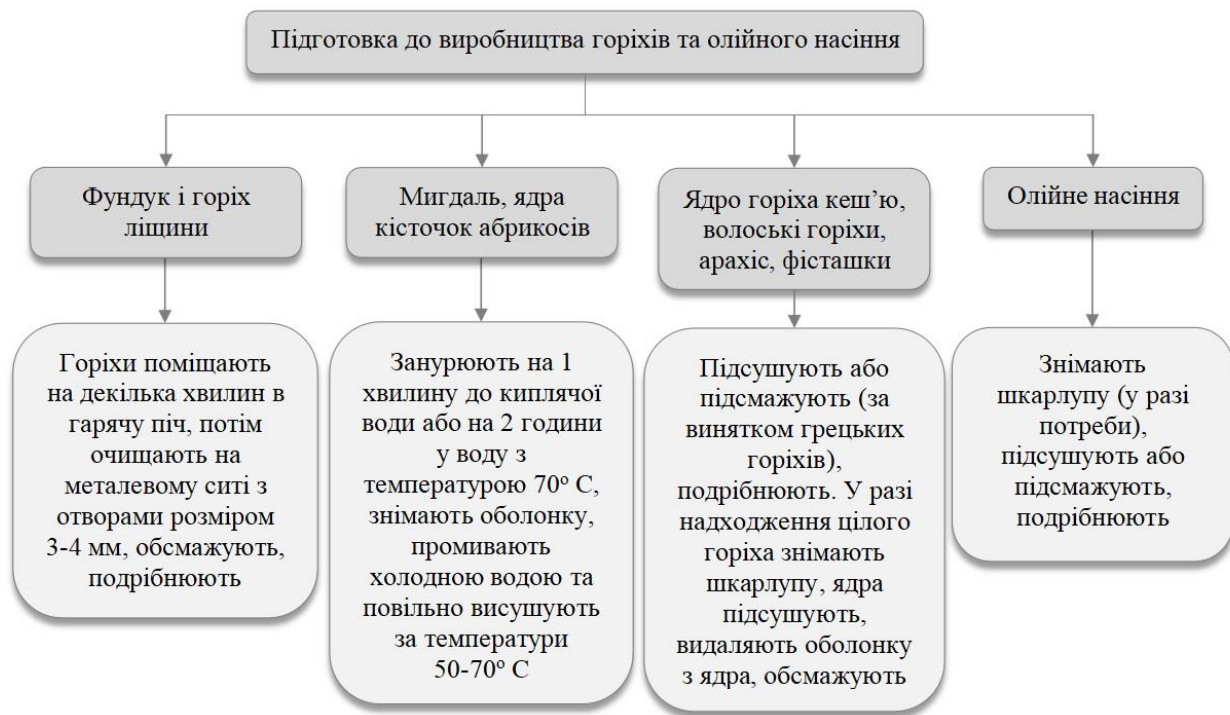 Підготовка до виробництва горіхів та олійного насіння
Фундук і горіх
ліщини
Мигдаль, ядра
кісточок абрикосів
Ядро горіха кеш’ю,
волоські горіхи,
арахіс, фісташки
Олійне насіння
Горіхи поміщають
на декілька хвилин в
гарячу піч, потім
очищають на
металевому ситі з
отворами розміром
3-4 мм, обсмажують,
подрібнюють
Занурюють на 1
хвилину до киплячої
води або на 2 години
у воду з
температурою 70º С,
знімають оболонку,
промивають
холодною водою та
повільно висушують
за температури
50-70º С
Підсушують або
підсмажують (за
винятком грецьких
горіхів),
подрібнюють. У разі
надходження цілого
горіха знімають
шкарлупу, ядра
підсушують,
видаляють оболонку
з ядра, обсмажують
Знімають
шкарлупу (у разі
потреби),
підсушують або
підсмажують,
подрібнюють